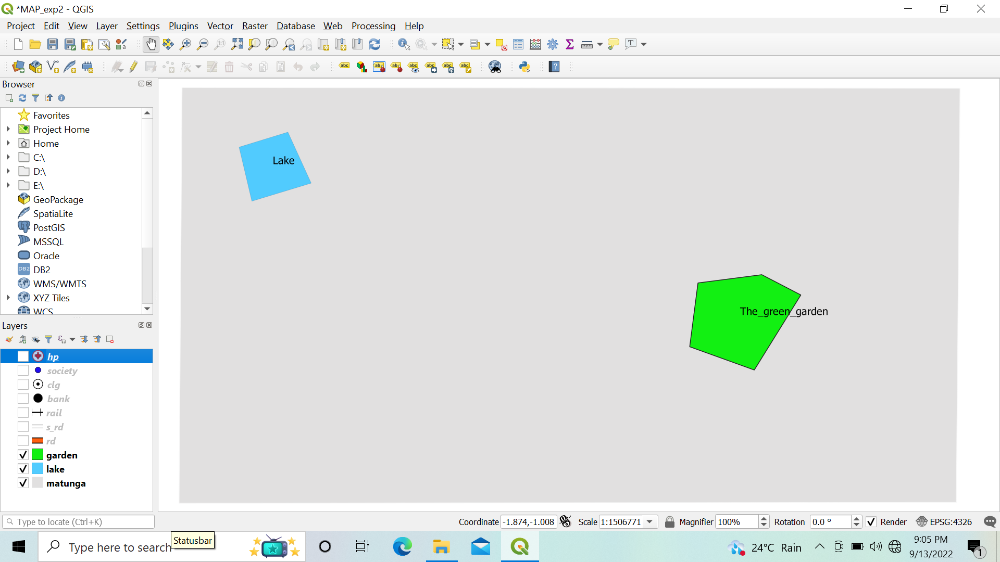 *MAP_exp2 - QGIS
Project Edit View Layer Settings Plugins Vector Raster Database Web Processing Help
Browser
Favorites
Project Home
Home
C:\
D:\
E:\
GeoPackage
SpatiaLite
PostGIS
MSSQL
Oracle
DB2
WMS/WMTS
XYZ Tiles
WCS
Layers
hp
society
clg
bank
rail
s_rd
rd
garden
lake
matunga
Lake
The_green_garden
Type to locate (Ctrl+K)
Coordinate -1.874,-1.008 Scale 1:1506771 Magnifier 100% Rotation 0.0 ° Render EPSG:4326
Statusbar
Type here to search
24°C Rain
9:05 PM
9/13/2022
1